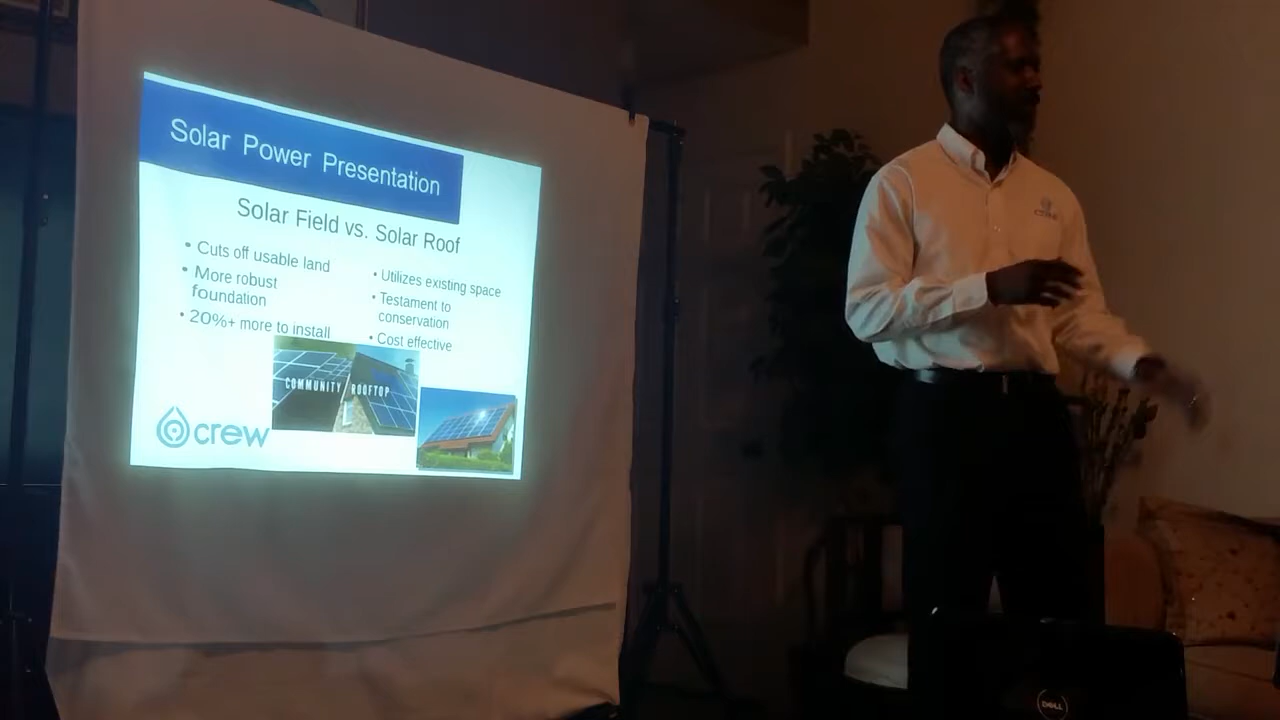 Solar Power Presentation
Solar Field vs. Solar Roof
• Cuts off usable land
• More robust
foundation
• 20%+ more to install
• Utilizes existing space
• Testament to
conservation
• Cost effective
COMMUNITY ROOFTOP
crew
DELL